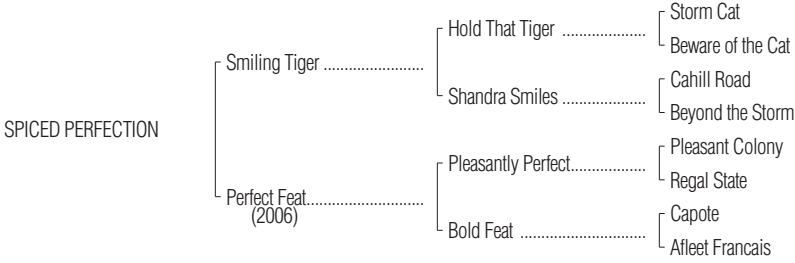 Storm Cat
Hold That Tiger ....................
Beware of the Cat
Smiling Tiger ........................
Cahill Road
Shandra Smiles ....................
Beyond the Storm
SPICED PERFECTION
Pleasant Colony
Pleasantly Perfect..................
Regal State
Perfect Feat............................
(2006)
Capote
Bold Feat ..............................
Afleet Francais